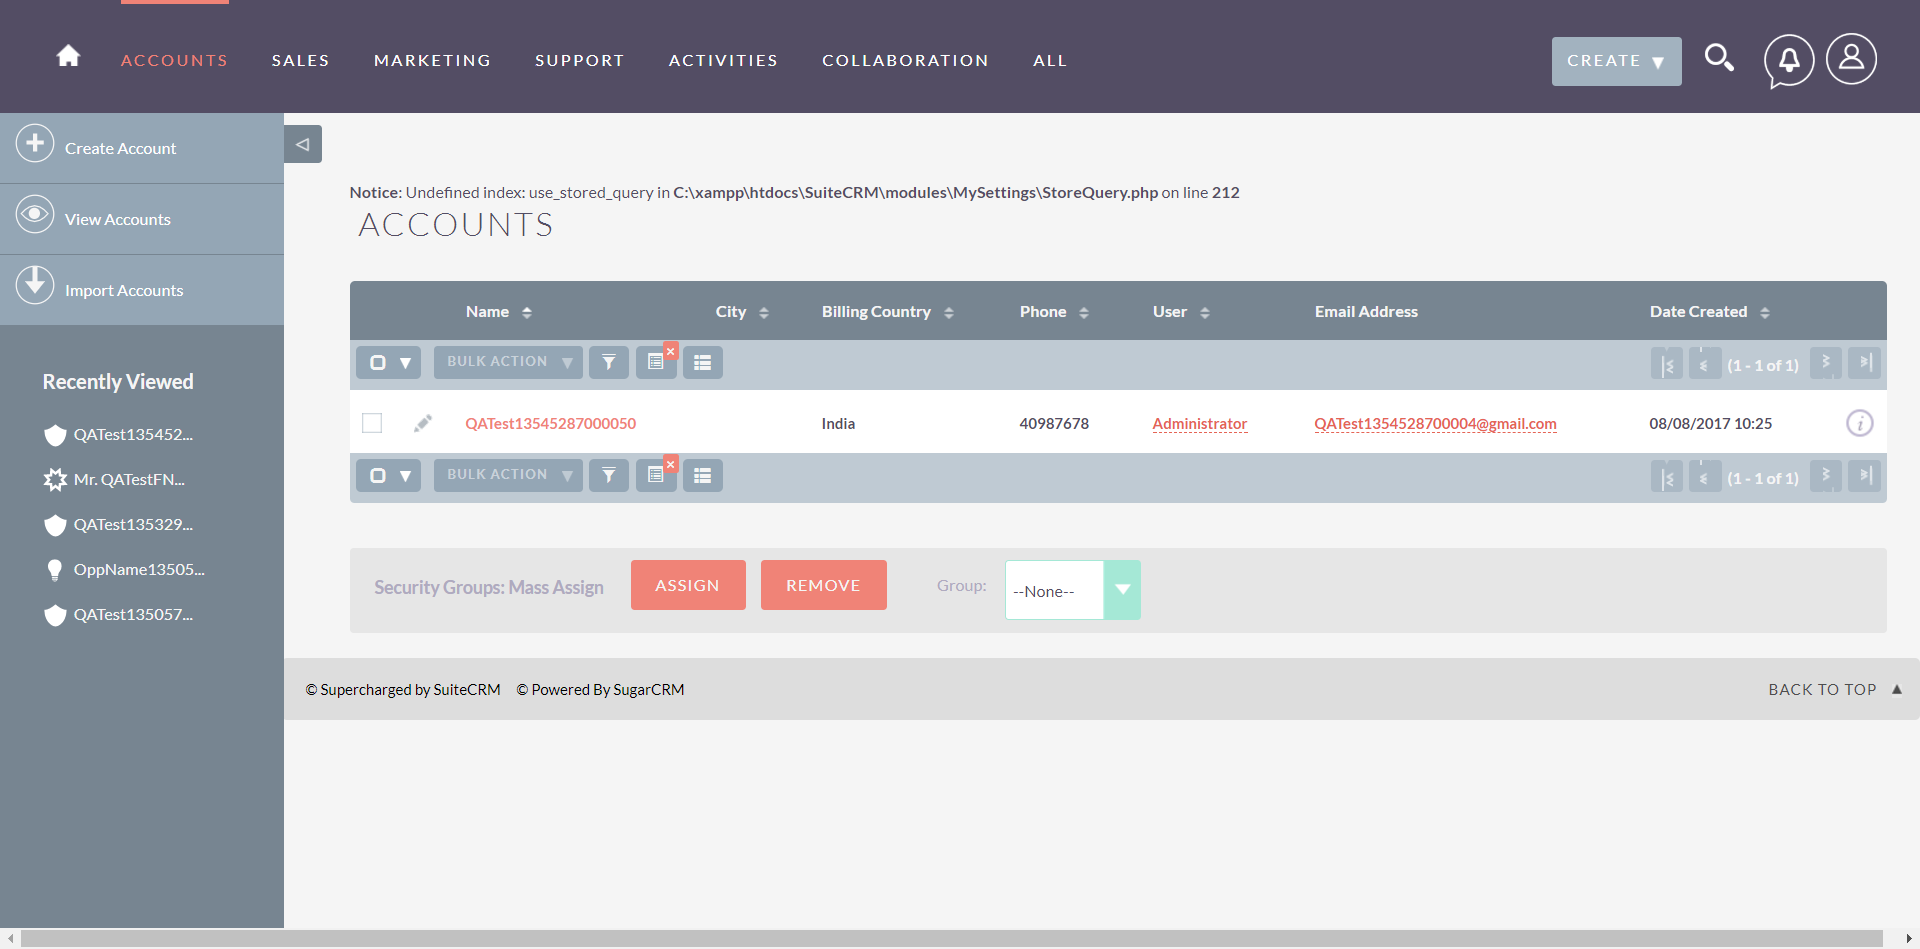 ACCOUNTS SALES MARKETING SUPPORT ACTIVITIES COLLABORATION ALL CREATE
Create Account
View Accounts
Import Accounts
Recently Viewed
QATest135452...
Mr. QATestFN...
QATest135329...
OppName13505...
QATest135057...
Notice: Undefined index: use_stored_query in C:\xampp\htdocs\SuiteCRM\modules\MySettings\StoreQuery.php on line 212
ACCOUNTS
Name City Billing Country Phone User Email Address Date Created
BULK ACTION (1 - 1 of 1)
QATest13545287000050 India 40987678 Administrator QATest1354528700004@gmail.com 08/08/2017 10:25
BULK ACTION (1 - 1 of 1)
Security Groups: Mass Assign ASSIGN REMOVE Group: --None--
© Supercharged by SuiteCRM © Powered By SugarCRM BACK TO TOP